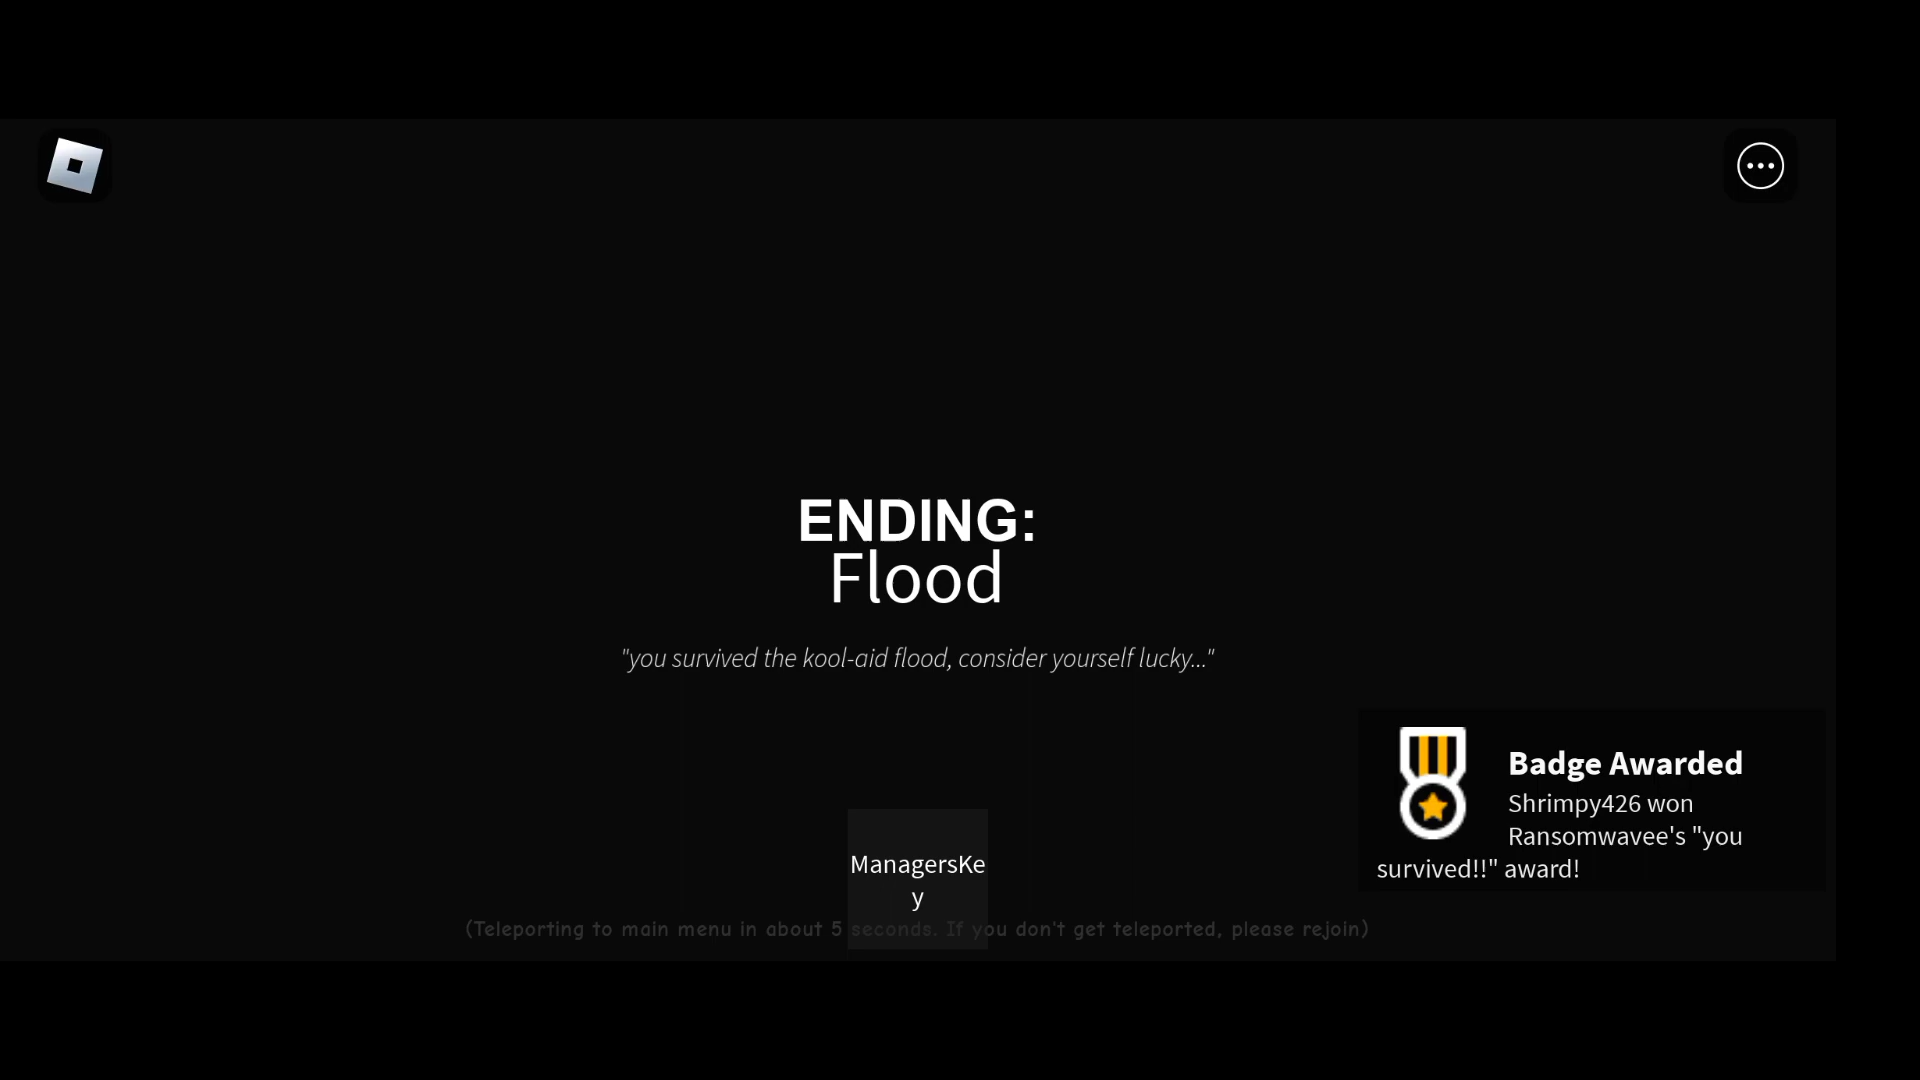 ENDING:
Flood
"you survived the kool-aid flood, consider yourself lucky..."
Badge Awarded
Shrimpy426 won
Ransomwavee's "you
survived!!" award!
ManagersKe
y
(Teleporting to main menu in about 5 seconds. If you don't get teleported, please rejoin)